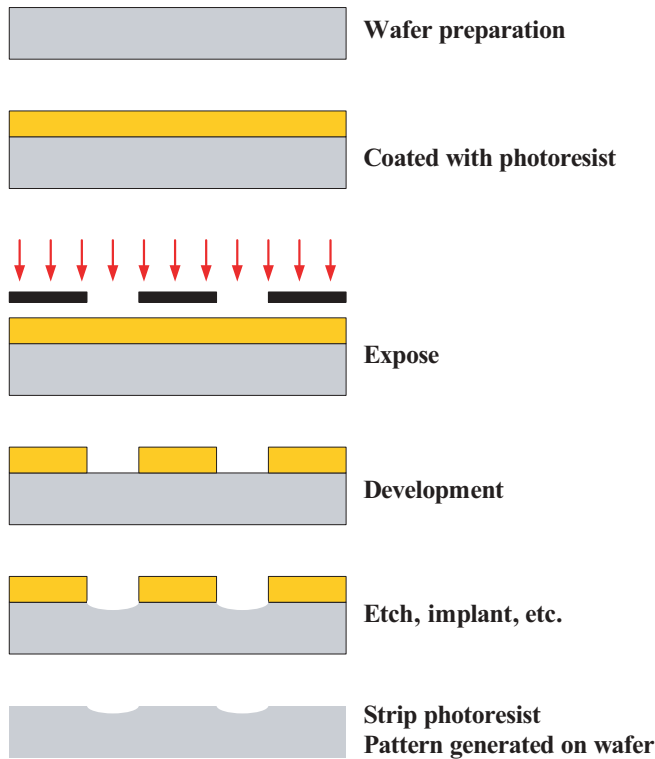 Wafer preparation
Coated with photoresist
Expose
Development
Etch, implant, etc.
Strip photoresist
Pattern generated on wafer